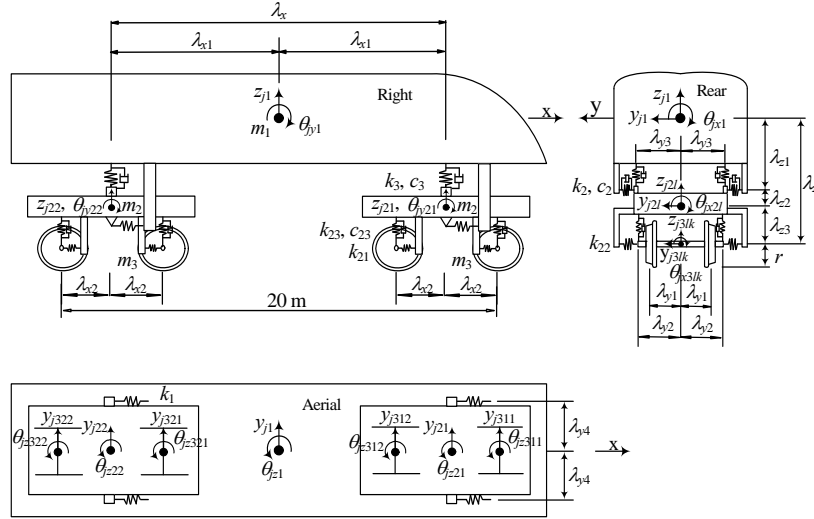 λx
λx1 λx1
zj1
Right
m1
θjy1
x
k3, c3
zj22, θjy22 m2
zj21, θjy21 m2
k23, c23
k21
m3 m3
λx2 λx2 λx2 λx2
20 m
y
zj1
Rear
yj1
θjx1
λy3 λy3
λz1
k2, c2
zj2l
yj2l
θjx2l
λz2
λz
zj3lk
λz3
k22
yj3lk
θjx3lk
r
λy1 λy1
λy2 λy2
k1
Aerial
yj322 yj22 yj321 yj1 yj312 yj21 yj311
θjz322 θjz22 θjz321 θjz1 θjz312 θjz21 θjz311
λy4
x
λy4